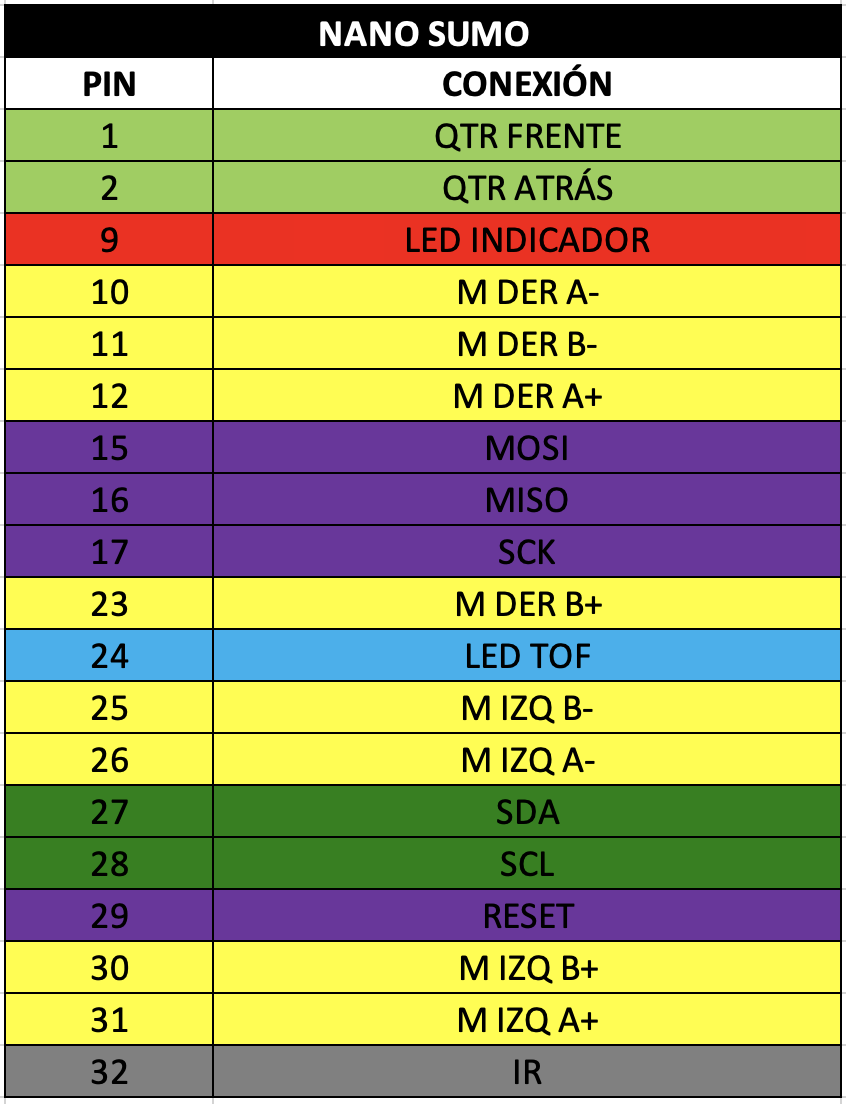 NANO SUMO
PIN CONEXIÓN
1 QTR FRENTE
2 QTR ATRÁS
9 LED INDICADOR
10 M DER A-
11 M DER B-
12 M DER A+
15 MOSI
16 MISO
17 SCK
23 M DER B+
24 LED TOF
25 M IZQ B-
26 M IZQ A-
27 SDA
28 SCL
29 RESET
30 M IZQ B+
31 M IZQ A+
32 IR